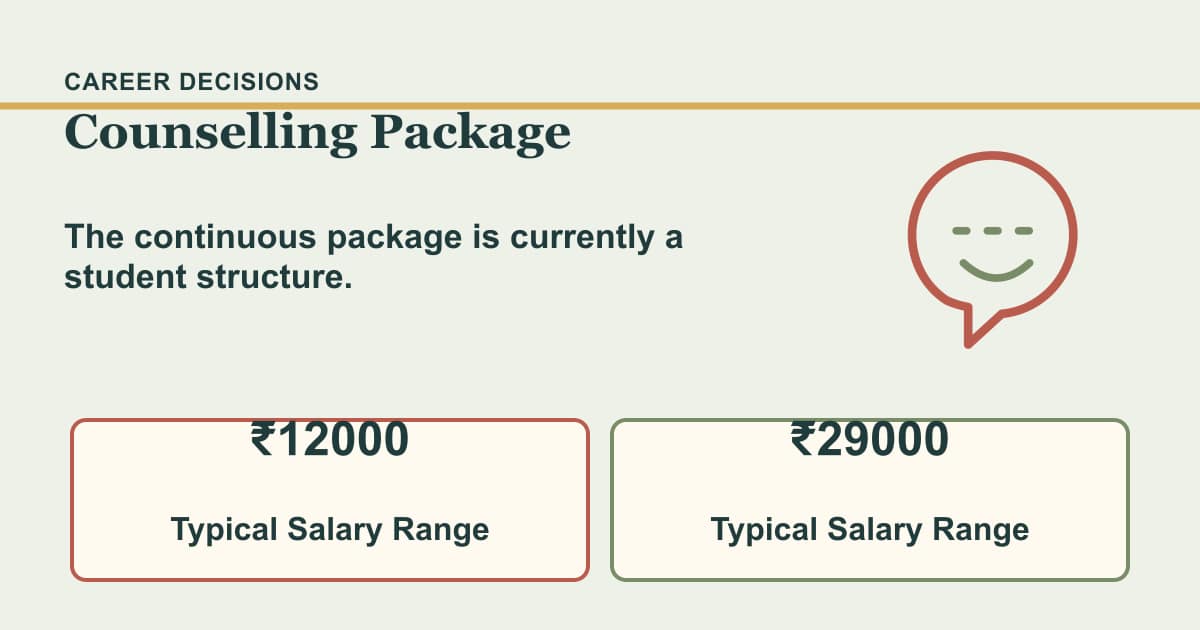 CAREER DECISIONS
Counselling Package
The continuous package is currently a
student structure.
₹12000
Typical Salary Range
₹29000
Typical Salary Range